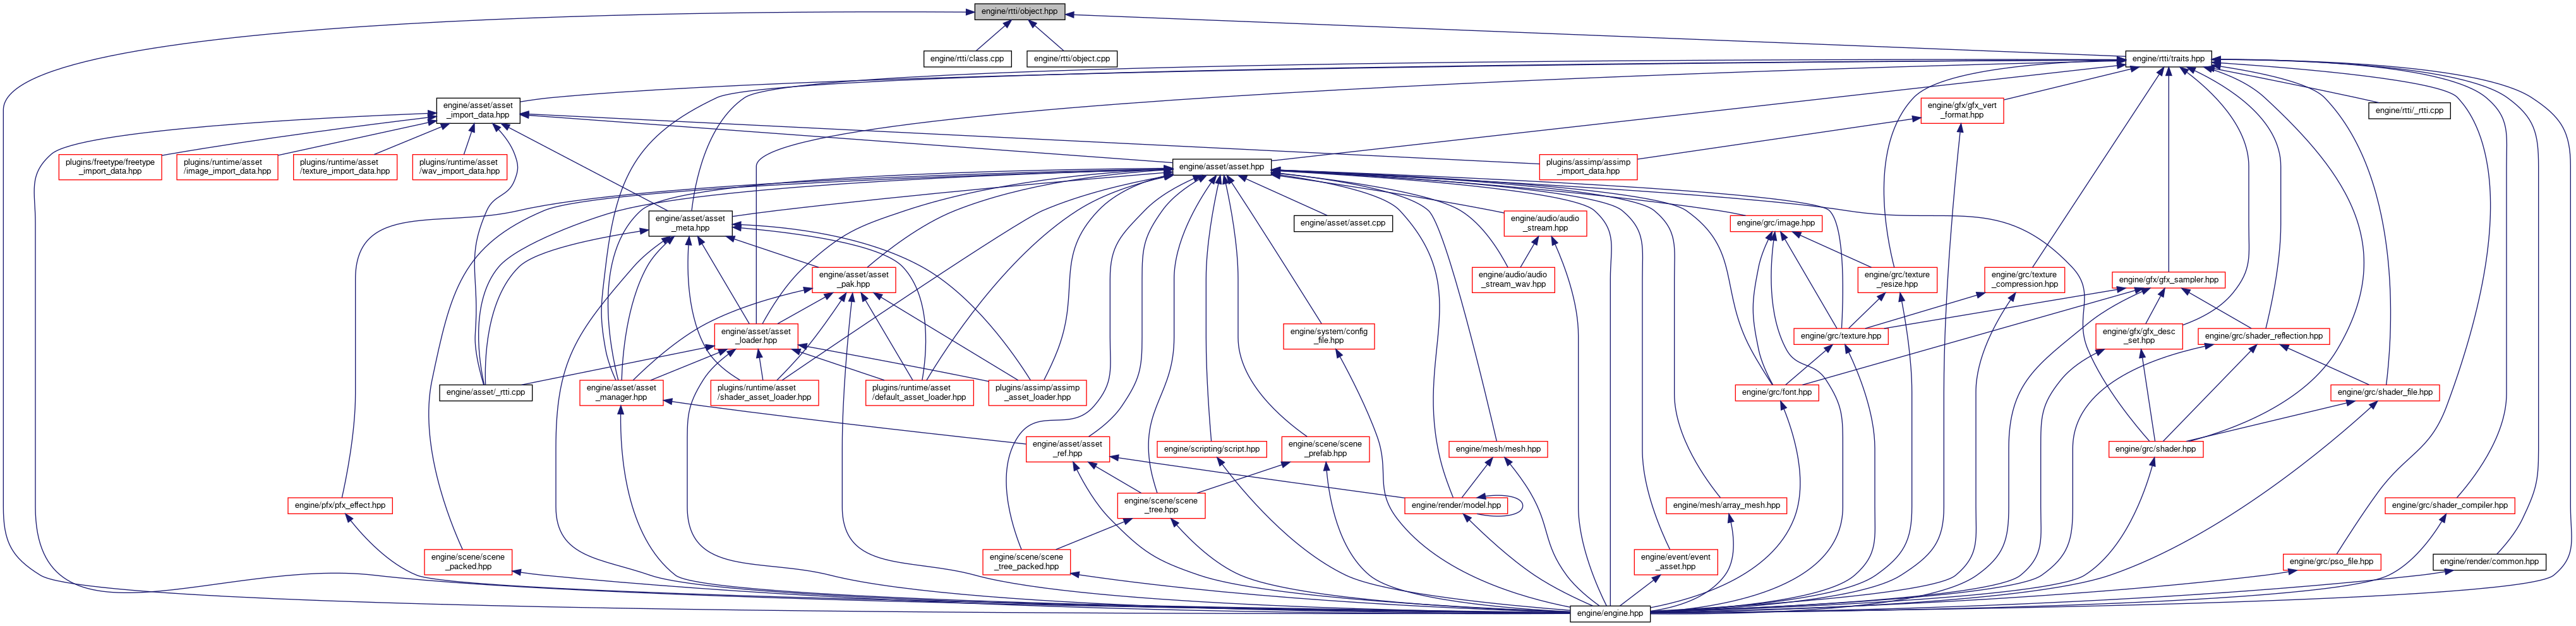 engine/rtti/object.hpp
engine/rtti/class.cpp
engine/rtti/object.cpp
engine/rtti/traits.hpp
engine/asset/asset
_import_data.hpp
engine/gfx/gfx_vert
_format.hpp
engine/rtti/_rtti.cpp
plugins/freetype/freetype
_import_data.hpp
plugins/runtime/asset
/image_import_data.hpp
plugins/runtime/asset
/texture_import_data.hpp
plugins/runtime/asset
/wav_import_data.hpp
engine/asset/asset.hpp
plugins/assimp/assimp
_import_data.hpp
engine/asset/asset
_meta.hpp
engine/asset/asset.cpp
engine/audio/audio
_stream.hpp
engine/grc/image.hpp
engine/asset/asset
_pak.hpp
engine/audio/audio
_stream_wav.hpp
engine/grc/texture
_resize.hpp
engine/grc/texture
_compression.hpp
engine/gfx/gfx_sampler.hpp
engine/asset/asset
_loader.hpp
engine/system/config
_file.hpp
engine/grc/texture.hpp
engine/gfx/gfx_desc
_set.hpp
engine/grc/shader_reflection.hpp
engine/asset/_rtti.cpp
engine/asset/asset
_manager.hpp
plugins/runtime/asset
/shader_asset_loader.hpp
plugins/runtime/asset
/default_asset_loader.hpp
plugins/assimp/assimp
_asset_loader.hpp
engine/grc/font.hpp
engine/grc/shader_file.hpp
engine/asset/asset
_ref.hpp
engine/scripting/script.hpp
engine/scene/scene
_prefab.hpp
engine/mesh/mesh.hpp
engine/grc/shader.hpp
engine/pfx/pfx_effect.hpp
engine/scene/scene
_tree.hpp
engine/render/model.hpp
engine/mesh/array_mesh.hpp
engine/grc/shader_compiler.hpp
engine/scene/scene
_packed.hpp
engine/scene/scene
_tree_packed.hpp
engine/event/event
_asset.hpp
engine/grc/pso_file.hpp
engine/render/common.hpp
engine/engine.hpp